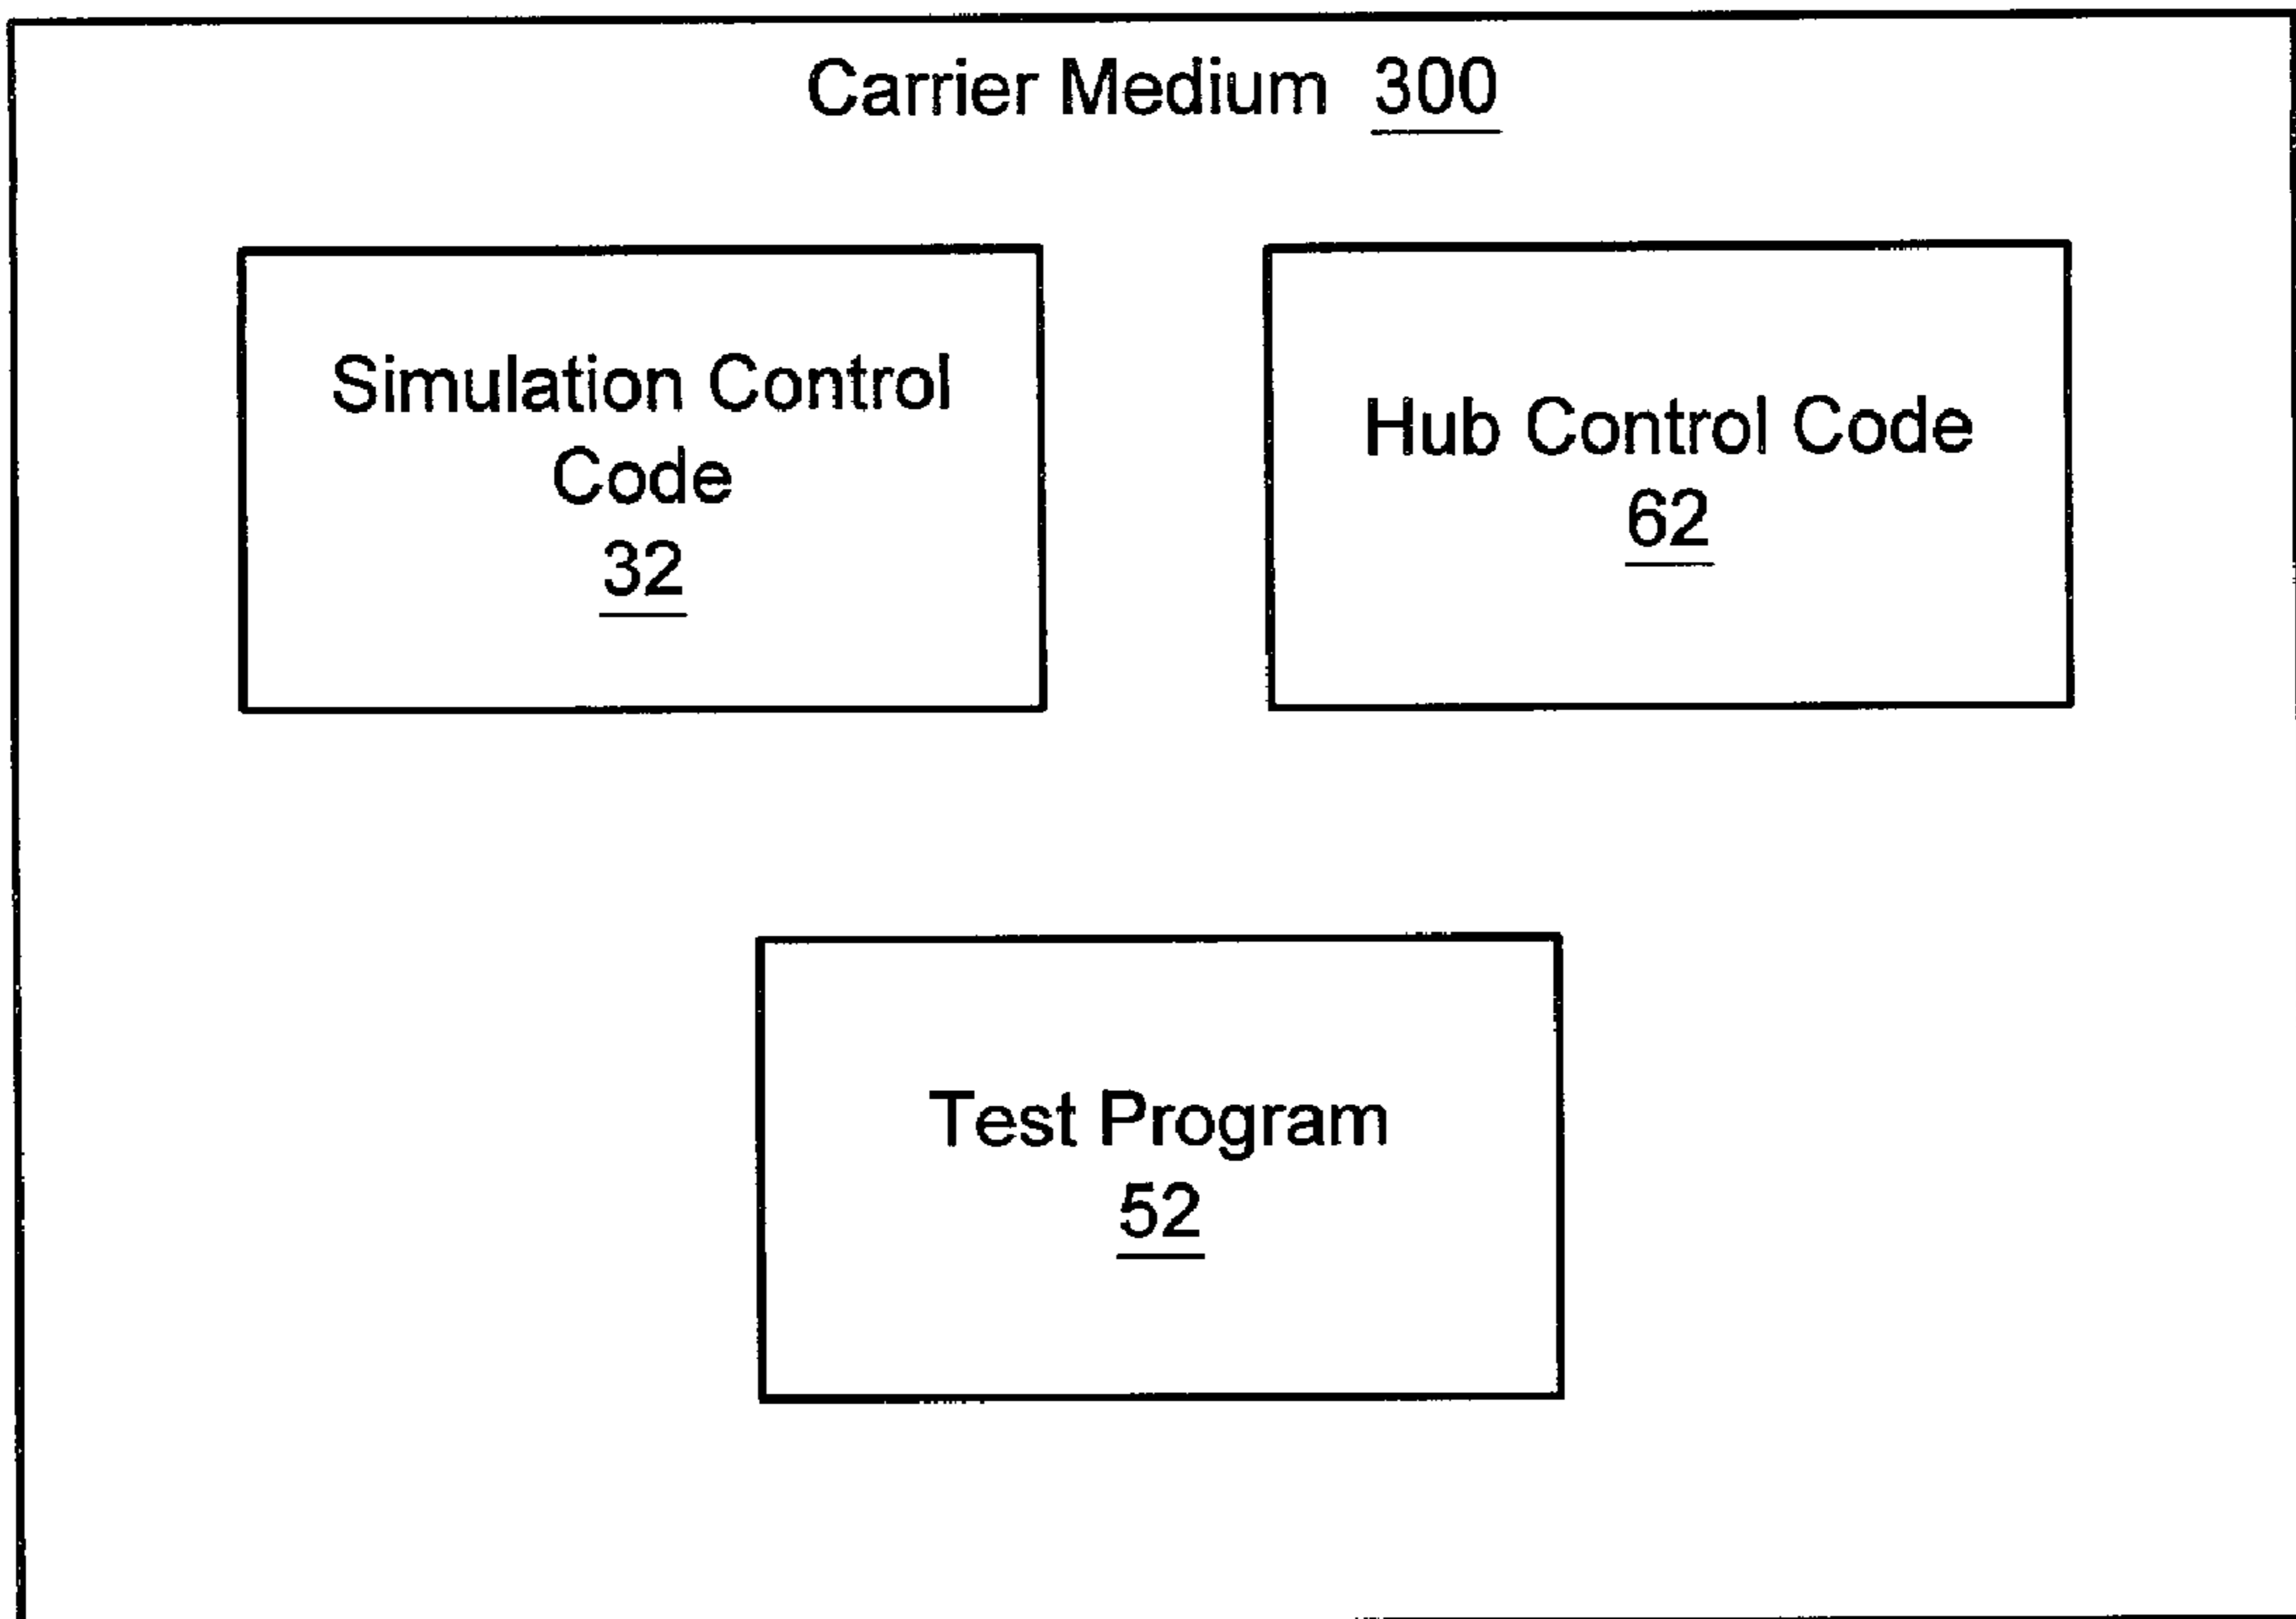 Carrier Medium 300
Simulation Control
Code
32
Hub Control Code
62
Test Program
52